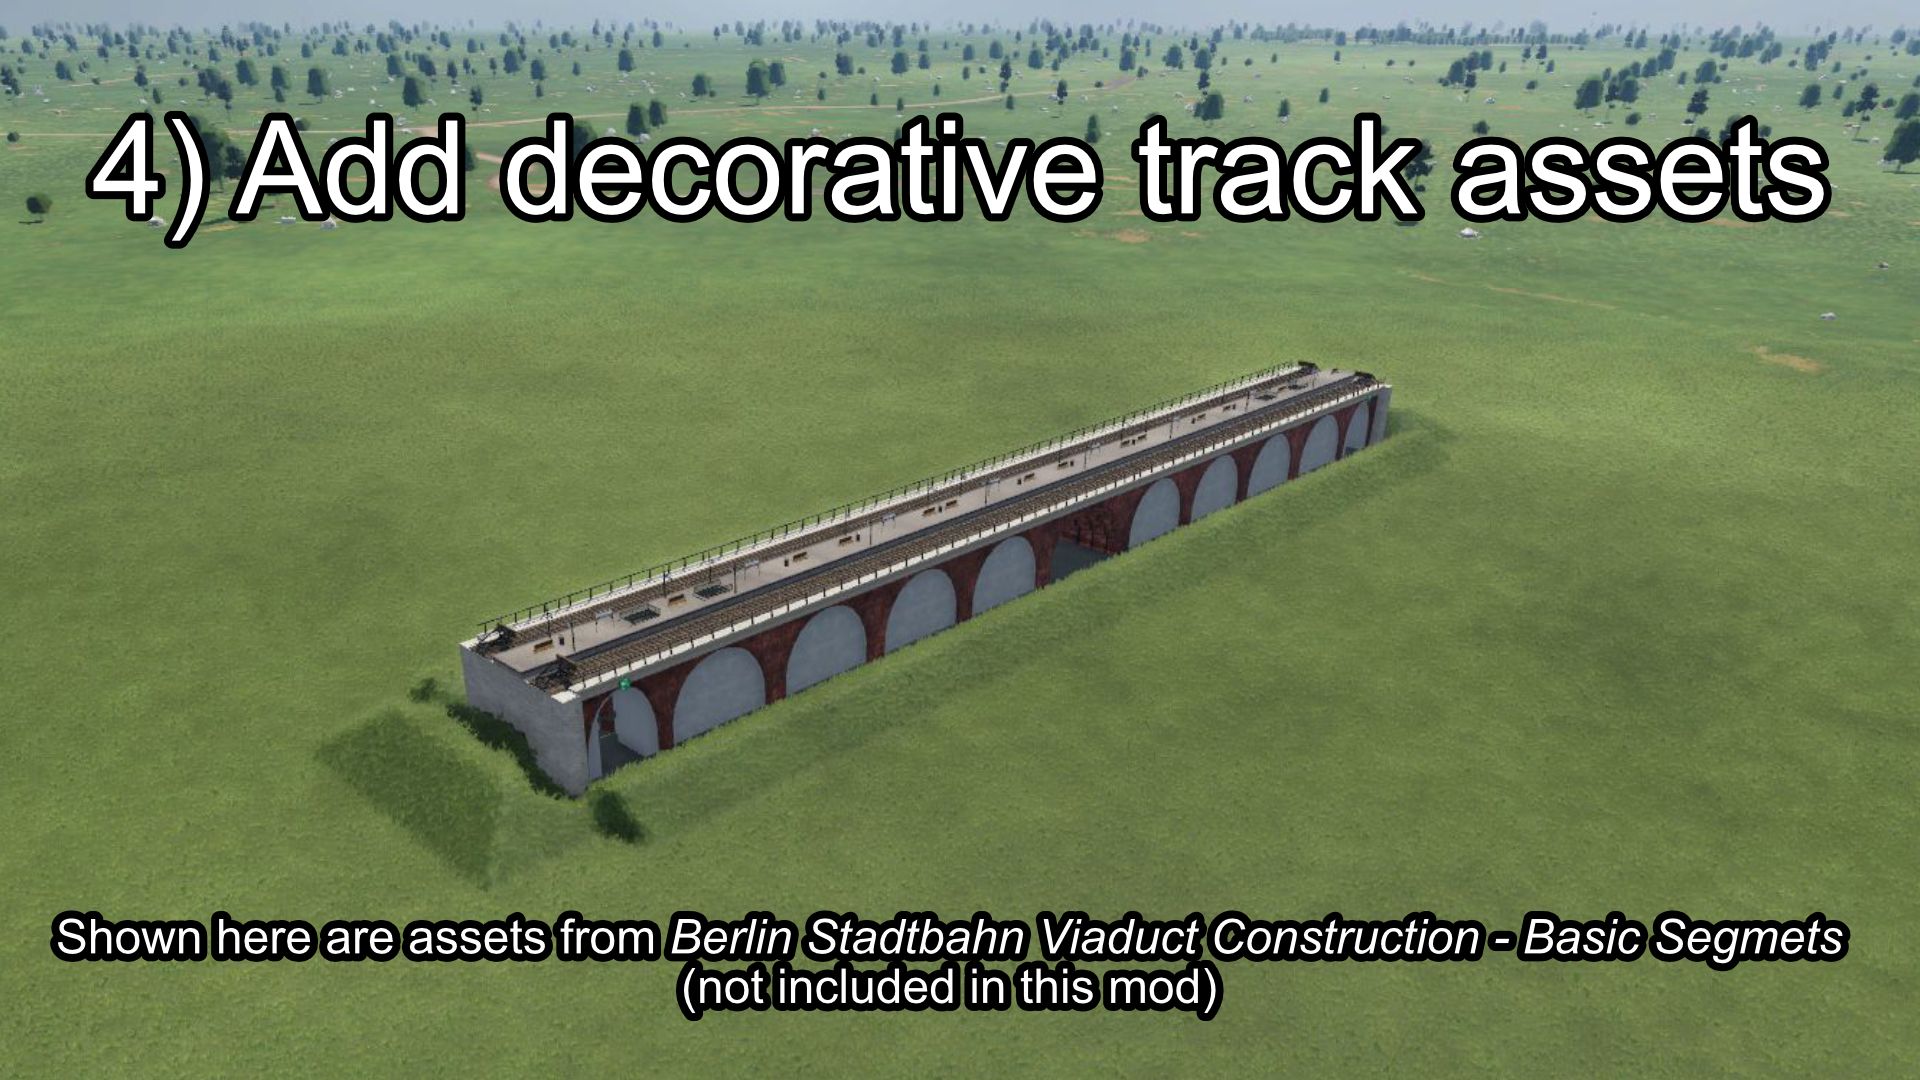 4) Add decorative track assets
Shown here are assets from Berlin Stadtbahn Viaduct Construction - Basic Segmets
(not included in this mod)